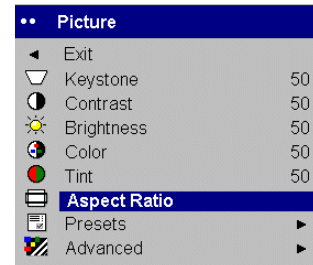 Picture
Exit
Keystone 50
Contrast 50
Brightness 50
Color 50
Tint 50
Aspect Ratio
Presets
Advanced